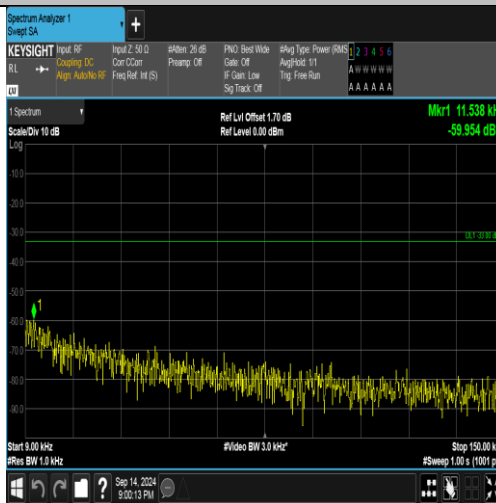 Spectrum Analyzer 1
Swept SA
KEYSIGHT
RL
Input: RF
Coupling: DC
Align: Auto/No RF
Input Z: 50 Ω
Corr CCorr
Freq Ref: Int (S)
#Atten: 26 dB
Preamp: Off
PNO: Best Wide
Gate: Off
IF Gain: Low
Sig Track: Off
#Avg Type: Power (RMS
Avg|Hold: 1/1
Trig: Free Run
1 2 3 4 5 6
A W W W W W
A A A A A A
1 Spectrum
Scale/Div 10 dB
Ref Lvl Offset 1.70 dB
Ref Level 0.00 dBm
Mkr1 11.538 kH
-59.954 dB
Log
-10.0
-20.0
-30.0
DL1 -33.00 d
-40.0
-50.0
-60.0
1
-70.0
-80.0
-90.0
Start 9.00 kHz
#Res BW 1.0 kHz
#Video BW 3.0 kHz*
Stop 150.00 k
#Sweep 1.00 s (1001 p
Sep 14, 2024
9:00:13 PM